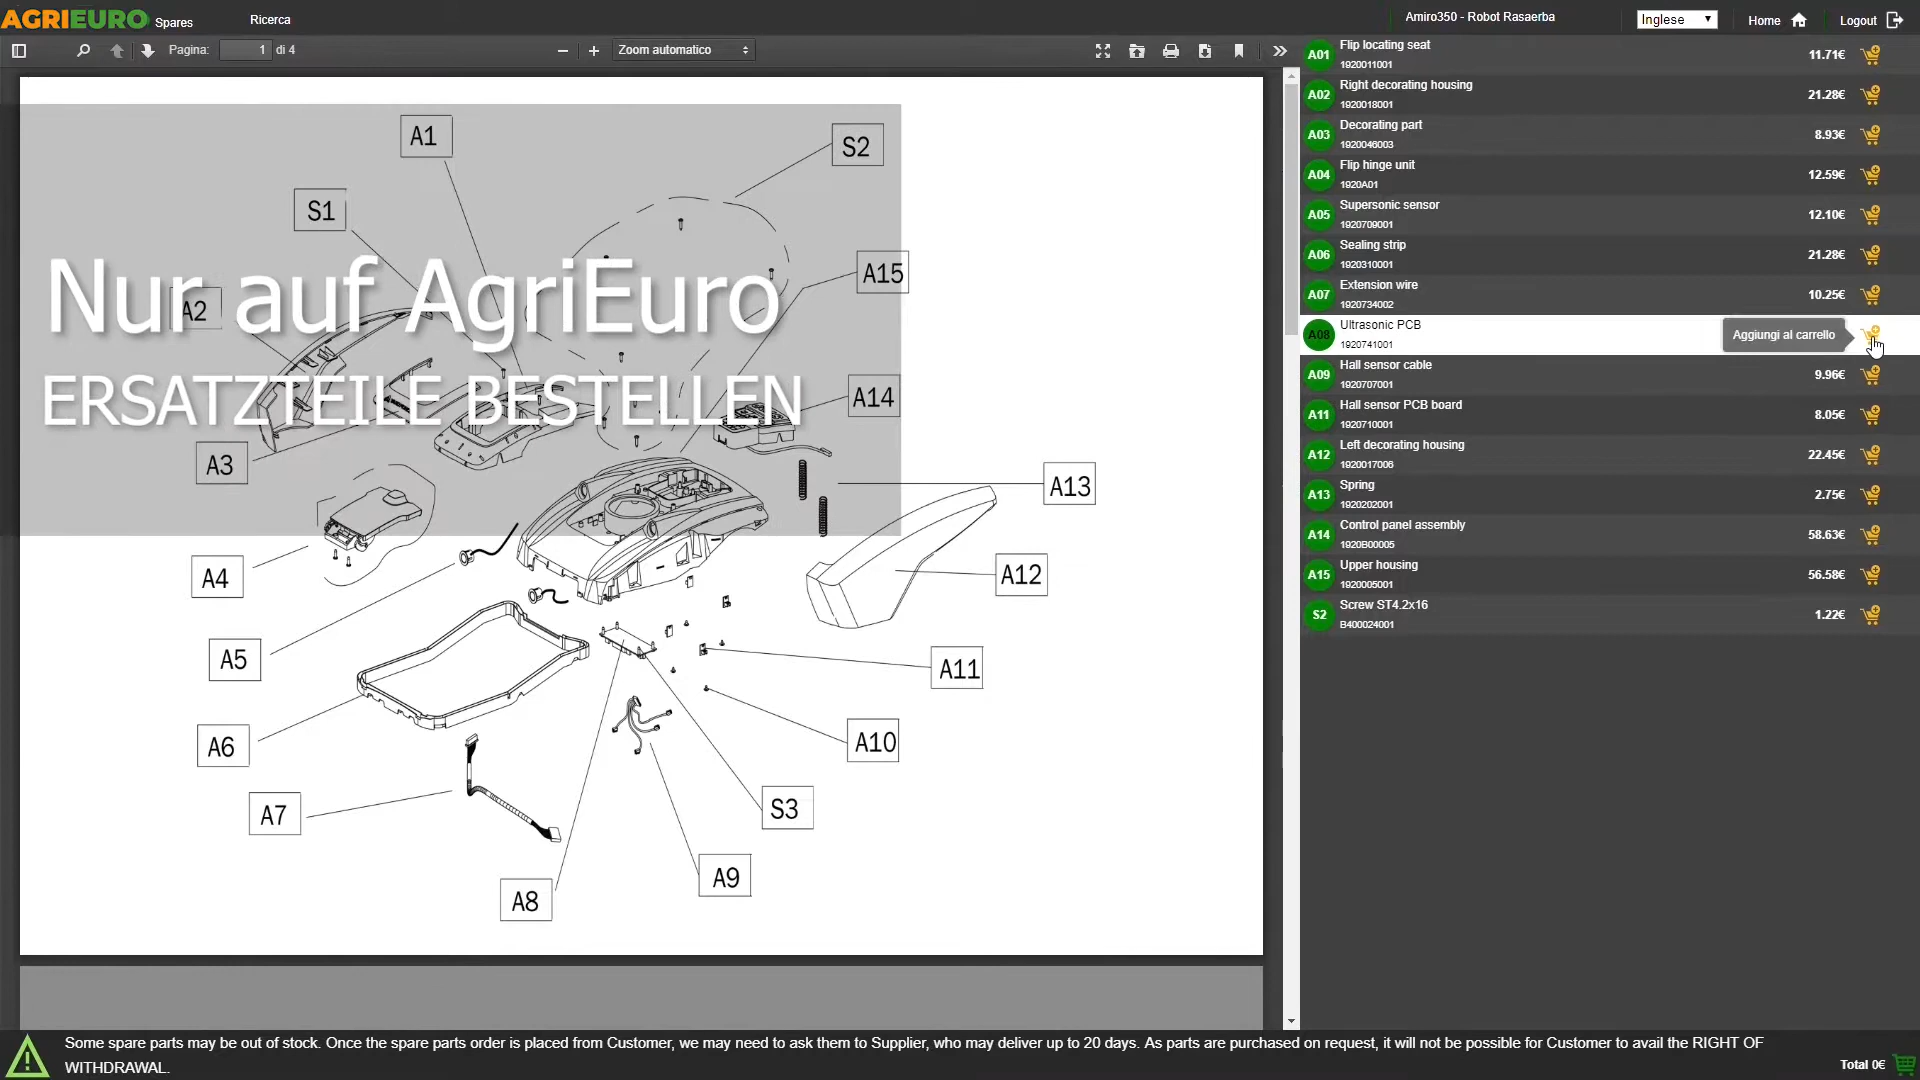 AGRIEURO Spares
Ricerca
Amiro350 - Robot Rasaerba
Inglese
Home
Logout
Pagina: 1 di 4
Zoom automatico
A1
S2
S1
A15
A2
Nur auf AgriEuro
ERSATZTEILE BESTELLEN
A14
A3
A13
A4
A12
A5
A11
A6
A10
A7
S3
A9
A8
A01 Flip locating seat 11.71€
1920011001
A02 Right decorating housing 21.28€
1920018001
A03 Decorating part 8.93€
1920046003
A04 Flip hinge unit 12.59€
1920A01
A05 Supersonic sensor 12.10€
1920709001
A06 Sealing strip 21.28€
1920310001
A07 Extension wire 10.25€
1920734002
A08 Ultrasonic PCB Aggiungi al carrello
1920741001
A09 Hall sensor cable 9.96€
1920707001
A11 Hall sensor PCB board 8.05€
1920710001
A12 Left decorating housing 22.45€
1920017006
A13 Spring 2.75€
1920202001
A14 Control panel assembly 58.63€
1920B00005
A15 Upper housing 56.58€
1920005001
S2 Screw ST4.2x16 1.22€
B400024001
Some spare parts may be out of stock. Once the spare parts order is placed from Customer, we may need to ask them to Supplier, who may deliver up to 20 days. As parts are purchased on request, it will not be possible for Customer to avail the RIGHT OF
WITHDRAWAL.
Total 0€